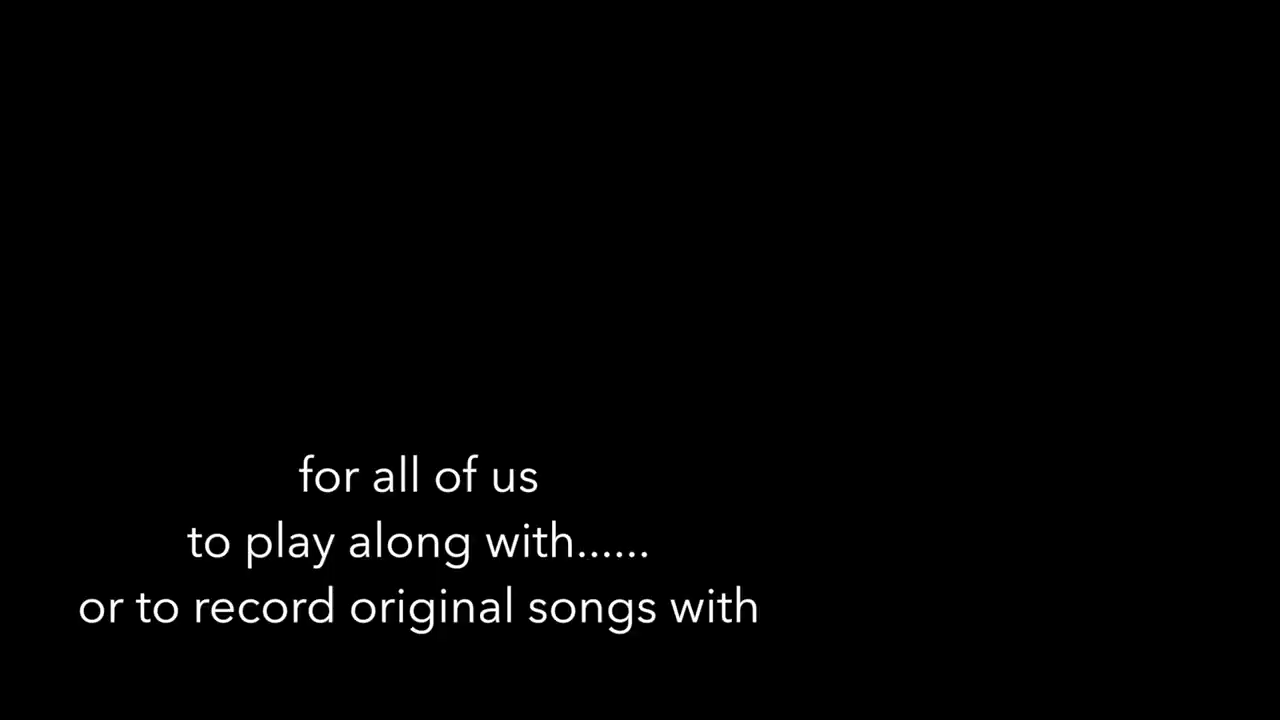 for all of us
to play along with......
or to record original songs with